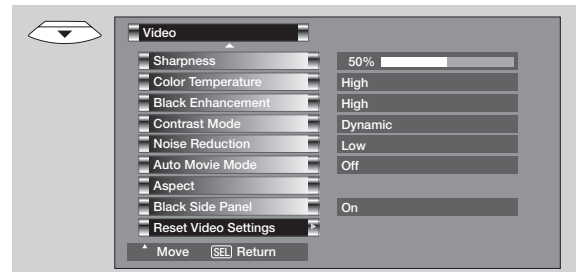 Video
Sharpness 50%
Color Temperature High
Black Enhancement High
Contrast Mode Dynamic
Noise Reduction Low
Auto Movie Mode Off
Aspect
Black Side Panel On
Reset Video Settings
Move SEL Return